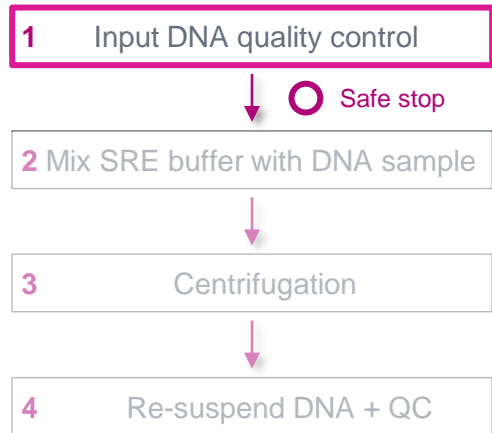 1 Input DNA quality control
Safe stop
2 Mix SRE buffer with DNA sample
3 Centrifugation
4 Re-suspend DNA + QC